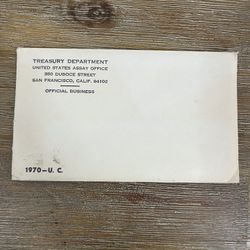 TREASURY DEPARTMENT
UNITED STATES ASSAY OFFICE
350 DUBOCE STREET
SAN FRANCISCO, CALIF. 94102
OFFICIAL BUSINESS
1970-U. C.